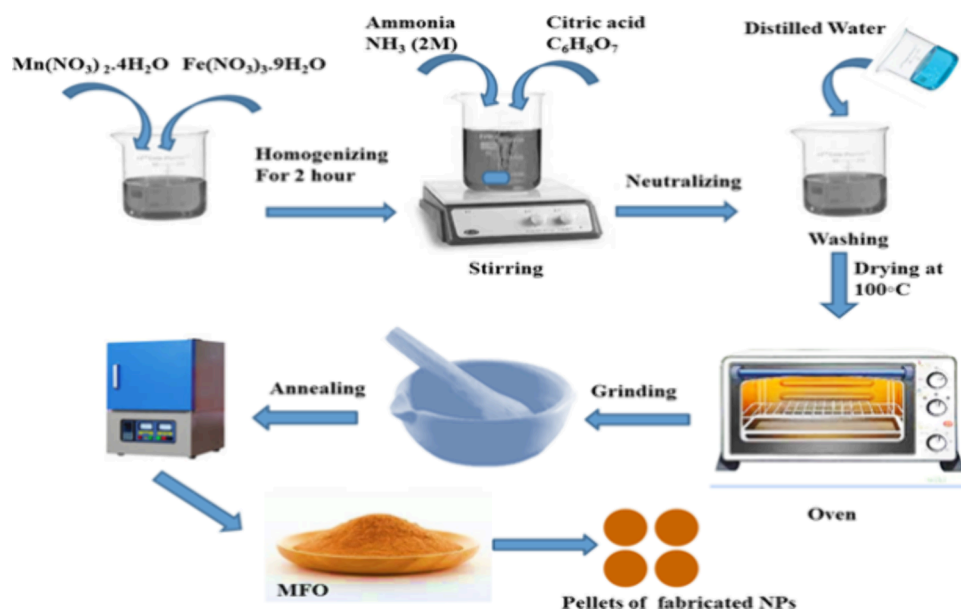 Ammonia
NH₃ (2M)
Citric acid
C₆H₈O₇
Distilled Water
Mn(NO₃)₂.4H₂O
Fe(NO₃)₃.9H₂O
Homogenizing
For 2 hour
Neutralizing
Stirring
Washing
Drying at
100◦C
Annealing
Grinding
Oven
MFO
Pellets of fabricated NPs